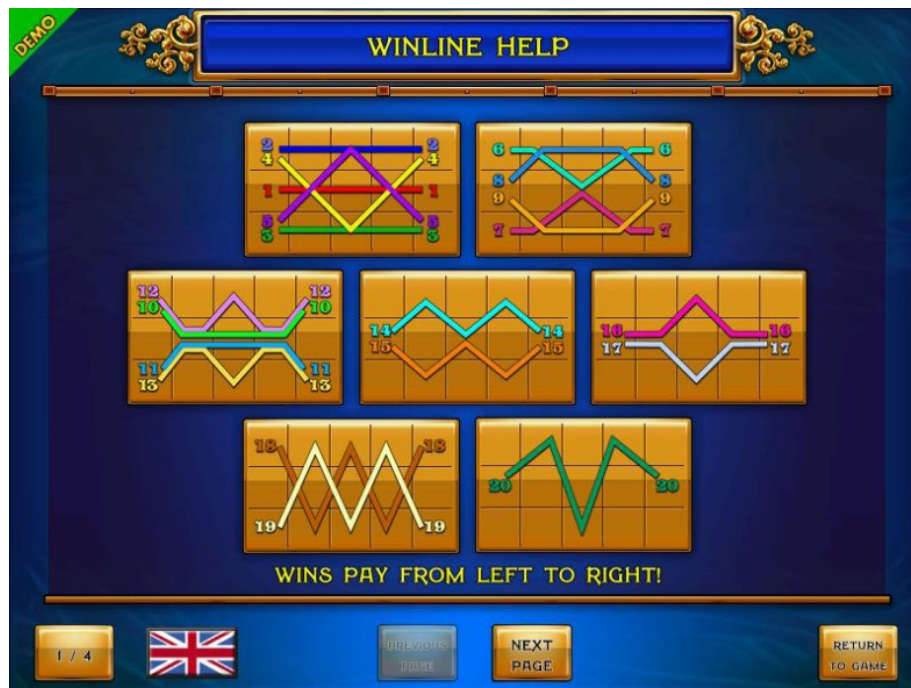 DEMO
WINLINE HELP
2 2
4 4
1 1
5 5
3 3
6 6
8 8
9 9
7 7
12 12
10 10
11 11
13 13
14 14
15 15
16 16
17 17
18 18
19 19
20 20
WINS PAY FROM LEFT TO RIGHT!
1 / 4
PREVIOUS
PAGE
NEXT
PAGE
RETURN
TO GAME